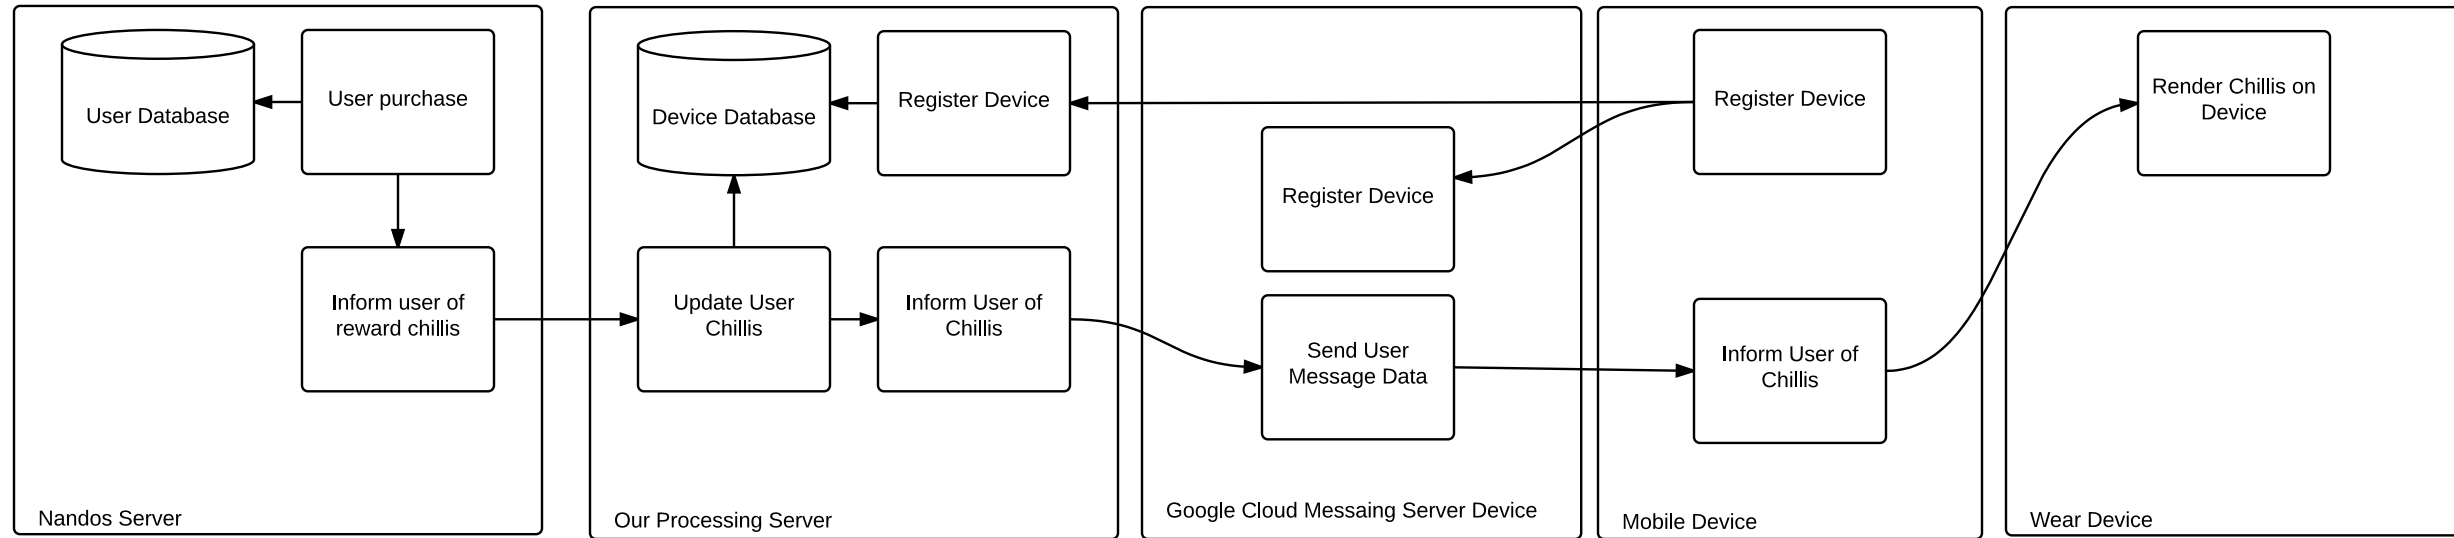 User Database
User purchase
Inform user of
reward chillis
Nandos Server
Device Database
Register Device
Update User
Chillis
Inform User of
Chillis
Our Processing Server
Register Device
Send User
Message Data
Google Cloud Messaing Server Device
Register Device
Inform User of
Chillis
Mobile Device
Render Chillis on
Device
Wear Device